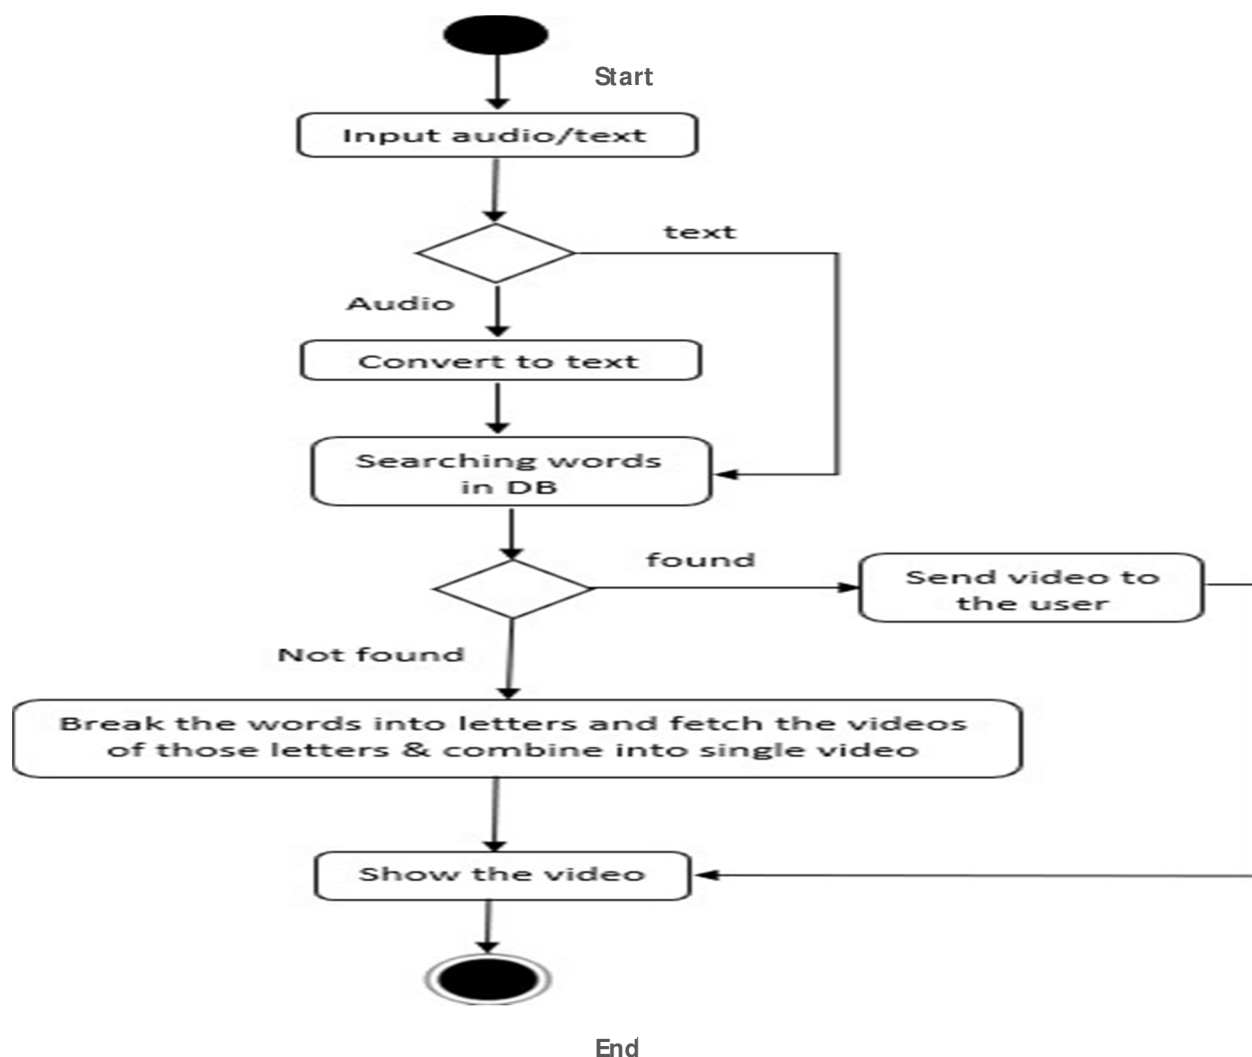 Start
Input audio/text
text
Audio
Convert to text
Searching words
in DB
found
Send video to
the user
Not found
Break the words into letters and fetch the videos
of those letters & combine into single video
Show the video
End